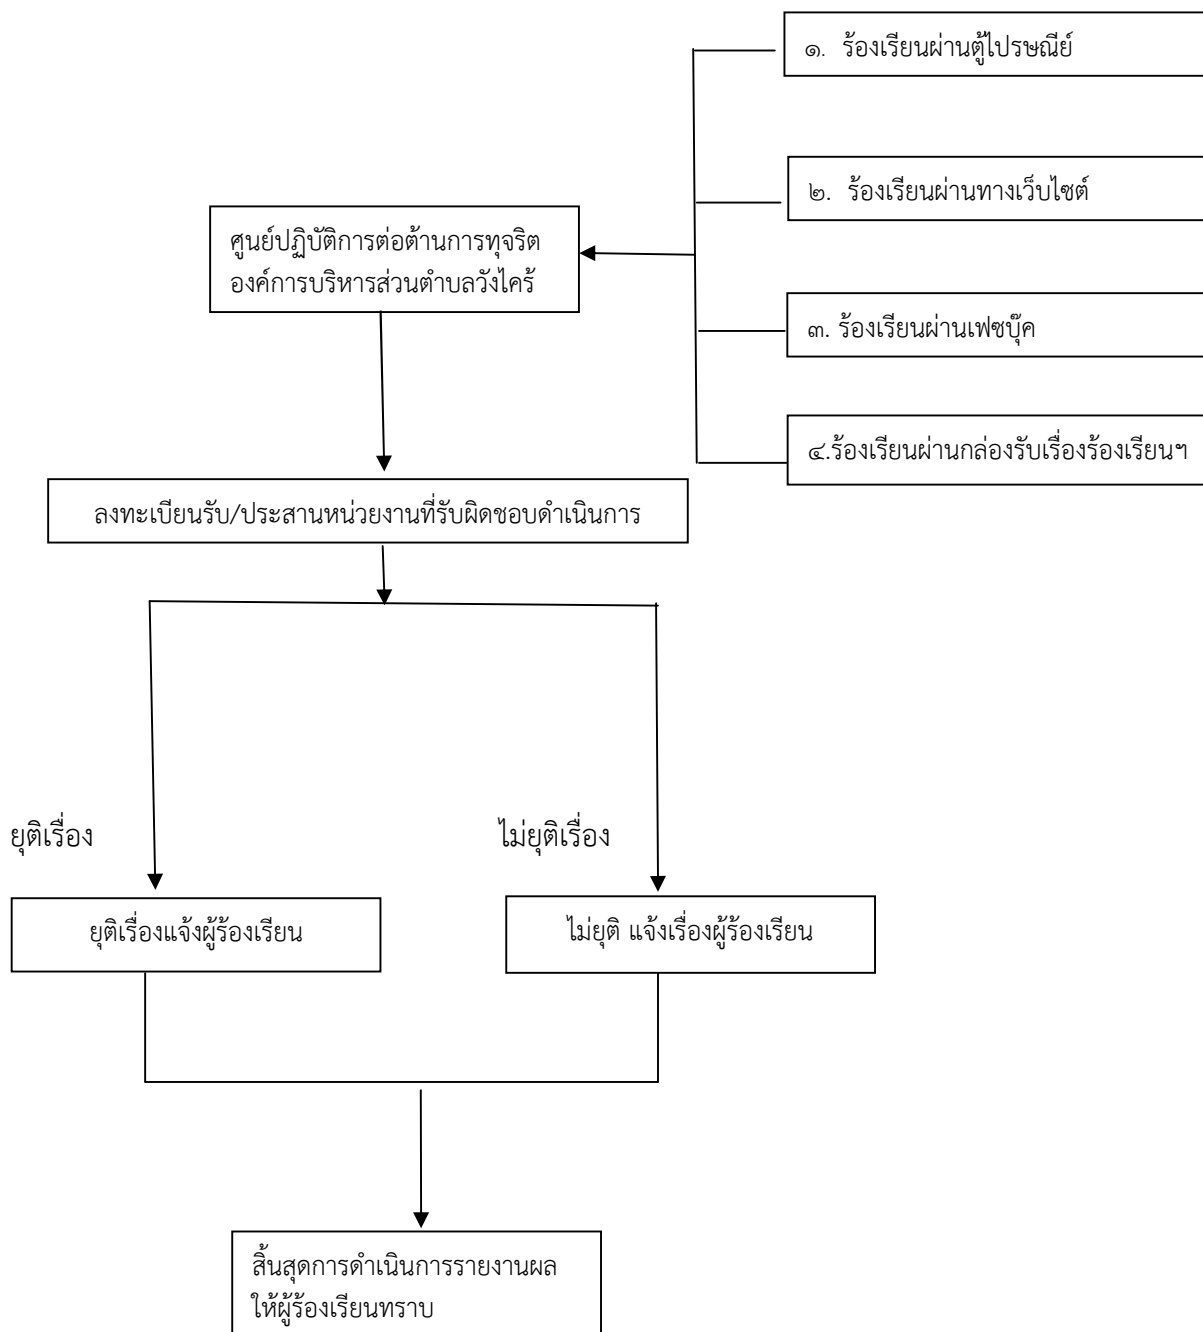 ๑. ร้องเรียนผ่านตู้ไปรษณีย์
๒. ร้องเรียนผ่านทางเว็บไซต์
ศูนย์ปฏิบัติการต่อต้านการทุจริต
องค์การบริหารส่วนตำบลวังไคร้
๓. ร้องเรียนผ่านเฟซบุ๊ค
๔.ร้องเรียนผ่านกล่องรับเรื่องร้องเรียนฯ
ลงทะเบียนรับ/ประสานหน่วยงานที่รับผิดชอบดำเนินการ
ยุติเรื่อง
ไม่ยุติเรื่อง
ยุติเรื่องแจ้งผู้ร้องเรียน
ไม่ยุติ แจ้งเรื่องผู้ร้องเรียน
สิ้นสุดการดำเนินการรายงานผล
ให้ผู้ร้องเรียนทราบ